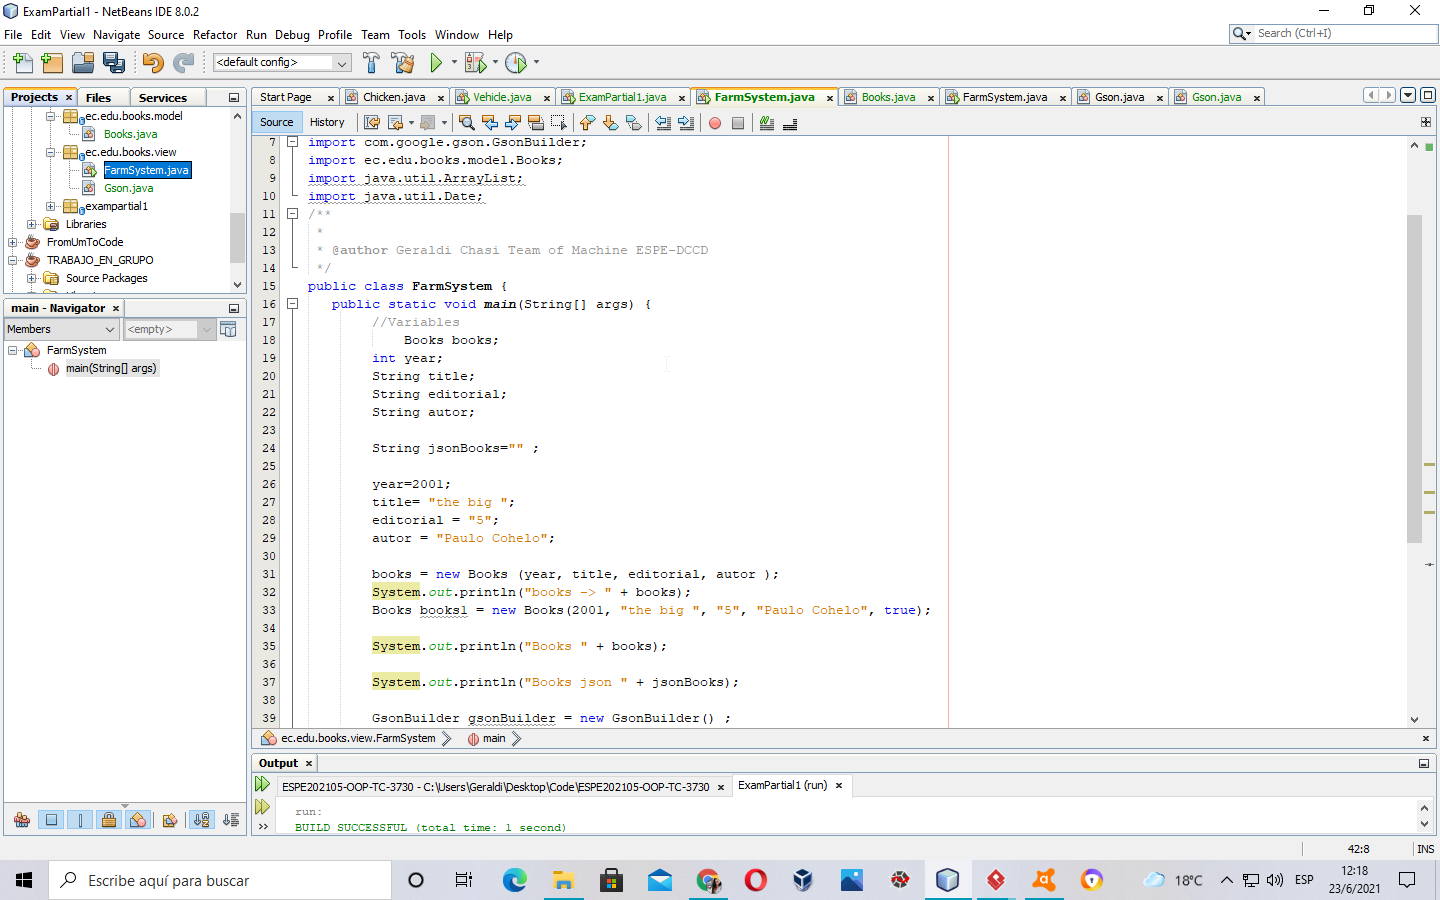 ExamPartial1 - NetBeans IDE 8.0.2
File Edit View Navigate Source Refactor Run Debug Profile Team Tools Window Help
Search (Ctrl+I)
<default config>
Projects Files Services
Start Page Chicken.java Vehicle.java ExamPartial1.java FarmSystem.java Books.java FarmSystem.java Gson.java Gson.java
ec.edu.books.model
Books.java
ec.edu.books.view
FarmSystem.java
Gson.java
exampartial1
Libraries
FromUmToCode
TRABAJO_EN_GRUPO
Source Packages
main - Navigator
Members <empty>
FarmSystem
main(String[] args)
Source History
7 import com.google.gson.GsonBuilder;
8 import ec.edu.books.model.Books;
9 import java.util.ArrayList;
10 import java.util.Date;
11 /**
12 *
13 * @author Geraldi Chasi Team of Machine ESPE-DCCD
14 */
15 public class FarmSystem {
16 public static void main(String[] args) {
17 //Variables
18 Books books;
19 int year;
20 String title;
21 String editorial;
22 String autor;
23
24 String jsonBooks="" ;
25
26 year=2001;
27 title= "the big ";
28 editorial = "5";
29 autor = "Paulo Cohelo";
30
31 books = new Books (year, title, editorial, autor );
32 System.out.println("books -> " + books);
33 Books books1 = new Books(2001, "the big ", "5", "Paulo Cohelo", true);
34
35 System.out.println("Books " + books);
36
37 System.out.println("Books json " + jsonBooks);
38
39 GsonBuilder gsonBuilder = new GsonBuilder() ;
ec.edu.books.view.FarmSystem main
Output
ESPE202105-OOP-TC-3730 - C:\Users\Geraldi\Desktop\Code\ESPE202105-OOP-TC-3730 ExamPartial1 (run)
run:
BUILD SUCCESSFUL (total time: 1 second)
42:8 INS
Escribe aquí para buscar
18°C ESP
12:18
23/6/2021